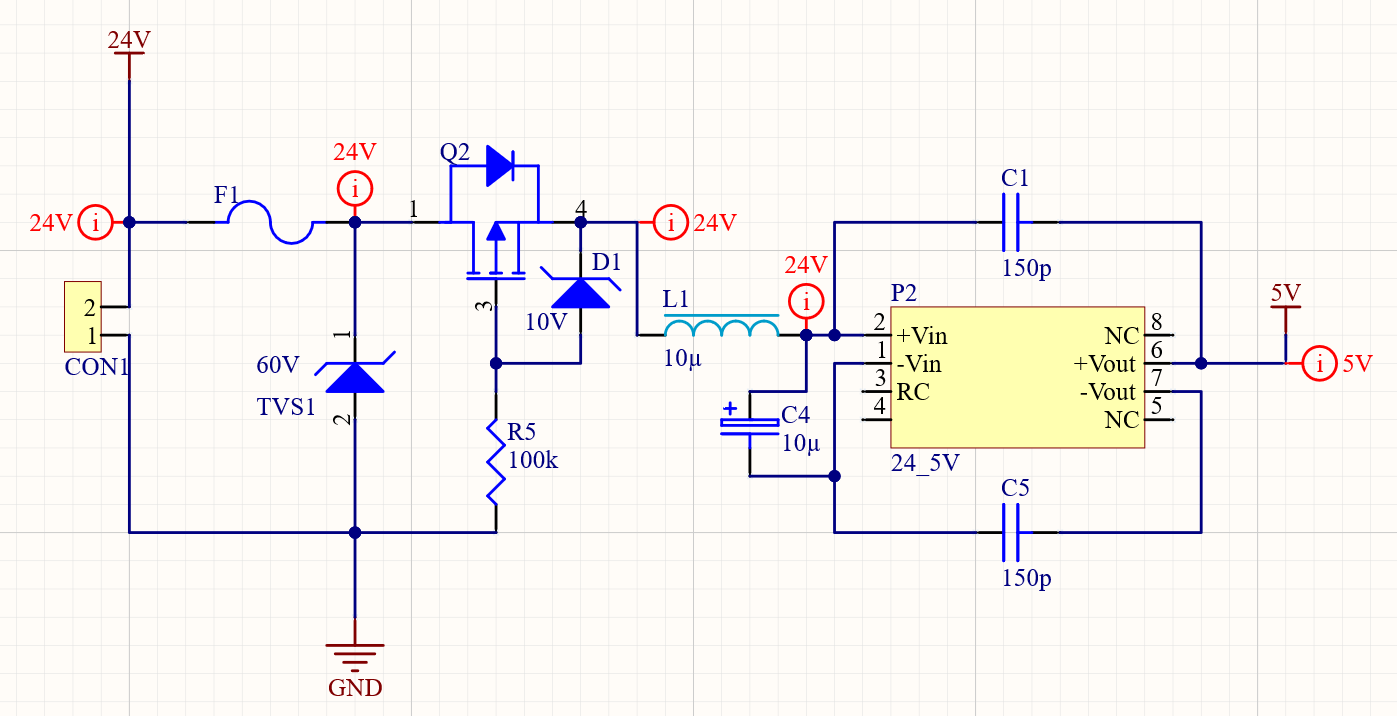 24V
24V
F1
24V
Q2
1
4
3
D1
10V
24V
CON1
2
1
60V
TVS1
1
2
R5
100k
GND
L1
10µ
24V
C4
10µ
+
C1
150p
P2
2
1
3
4
+Vin
-Vin
RC
NC
+Vout
-Vout
NC
8
6
7
5
24_5V
C5
150p
5V
5V
i
i
i
i
i